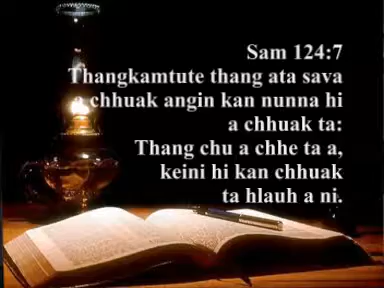 Sam 124:7
Thangkamtute thang ata sava
a chhuak angin kan nunna hi
a chhuak ta:
Thang chu a chhe ta a,
keini hi kan chhuak
ta hlauh a ni.